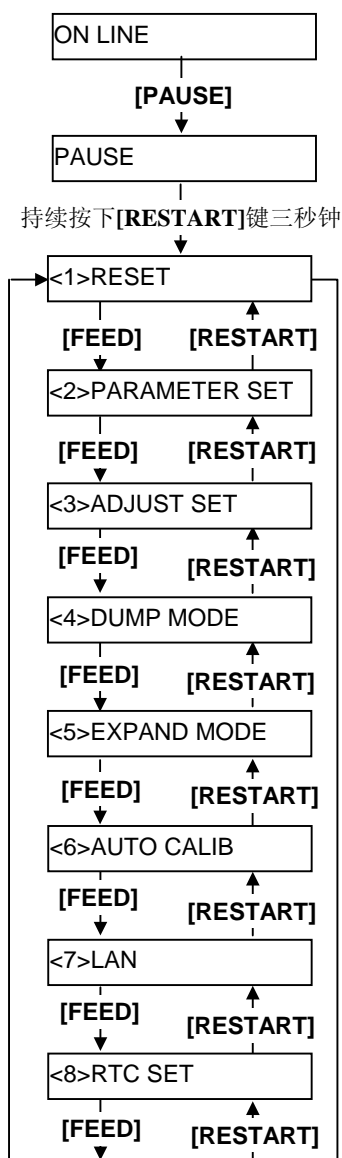 ON LINE
[PAUSE]
PAUSE
持续按下[RESTART]键三秒钟
<1>RESET
[FEED] [RESTART]
<2>PARAMETER SET
[FEED] [RESTART]
<3>ADJUST SET
[FEED] [RESTART]
<4>DUMP MODE
[FEED] [RESTART]
<5>EXPAND MODE
[FEED] [RESTART]
<6>AUTO CALIB
[FEED] [RESTART]
<7>LAN
[FEED] [RESTART]
<8>RTC SET
[FEED] [RESTART]